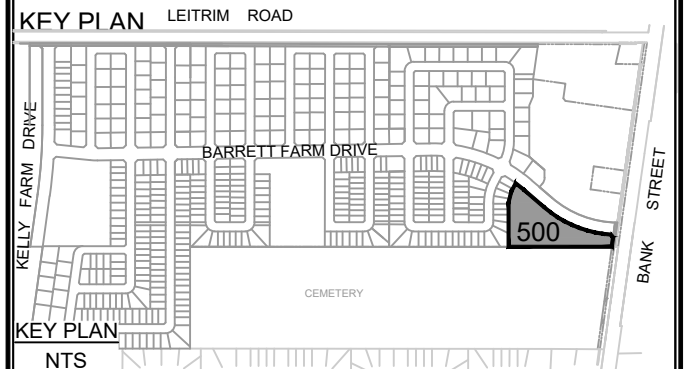 KEY PLAN
LEITRIM ROAD
KELLY FARM DRIVE
BARRETT FARM DRIVE
BANK STREET
500
CEMETERY
KEY PLAN
NTS